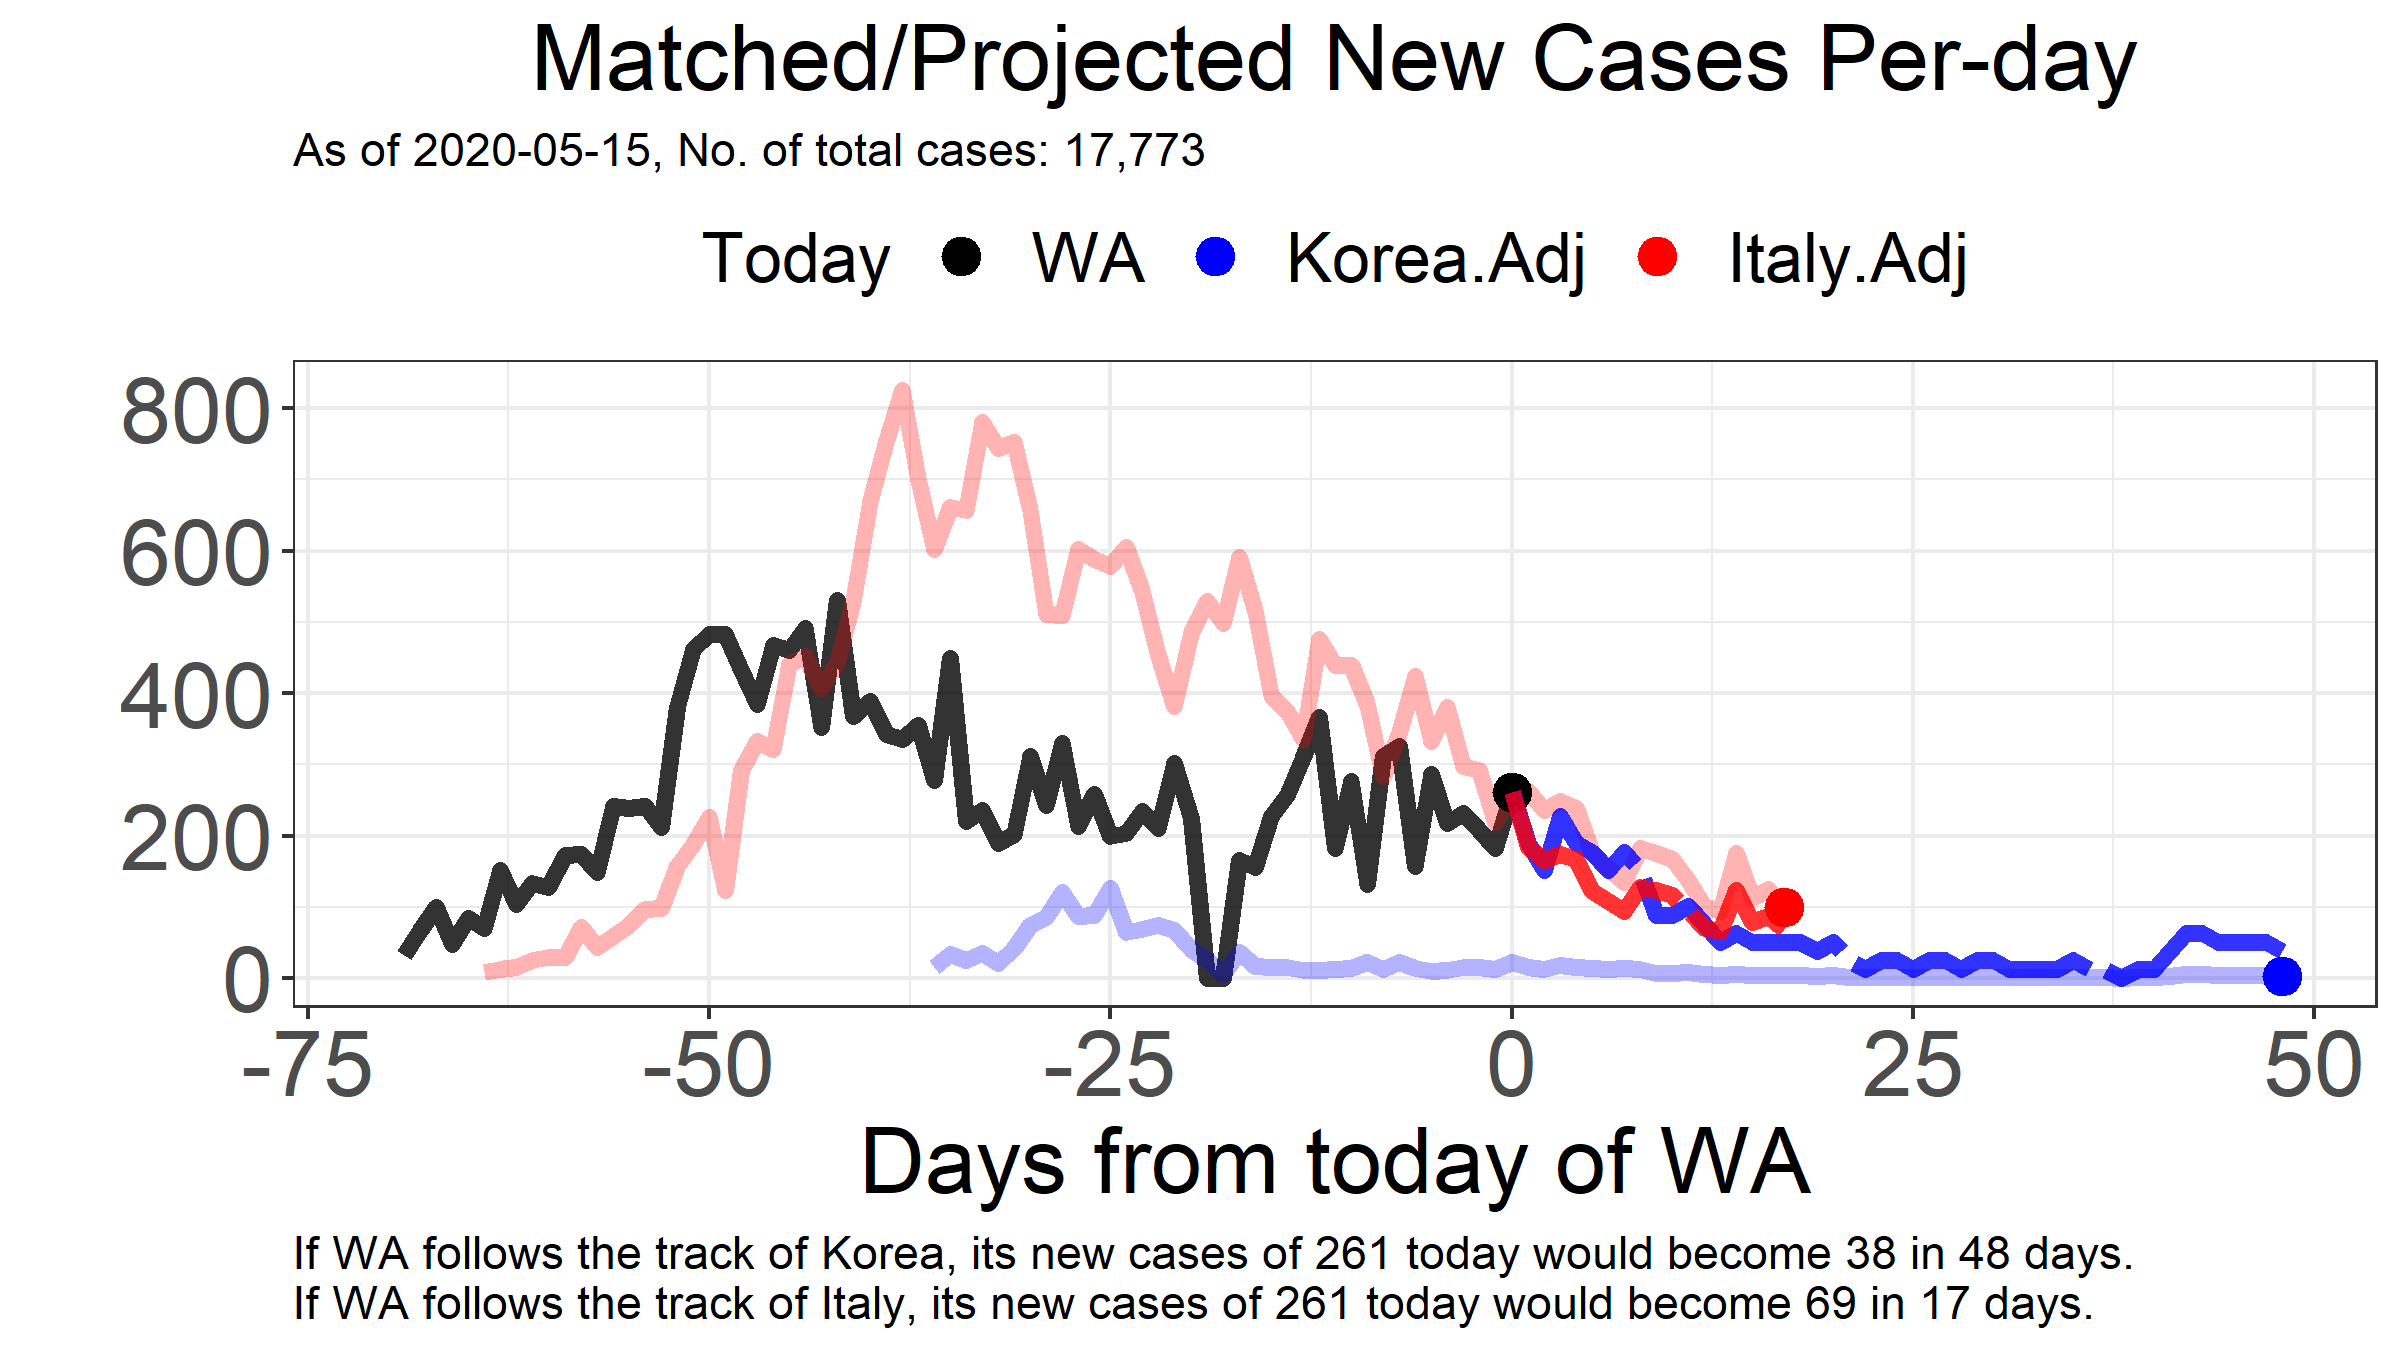 Matched/Projected New Cases Per-day
As of 2020-05-15, No. of total cases: 17,773
Today WA Korea.Adj Italy.Adj
800
600
400
200
0
-75 -50 -25 0 25 50
Days from today of WA
If WA follows the track of Korea, its new cases of 261 today would become 38 in 48 days.
If WA follows the track of Italy, its new cases of 261 today would become 69 in 17 days.